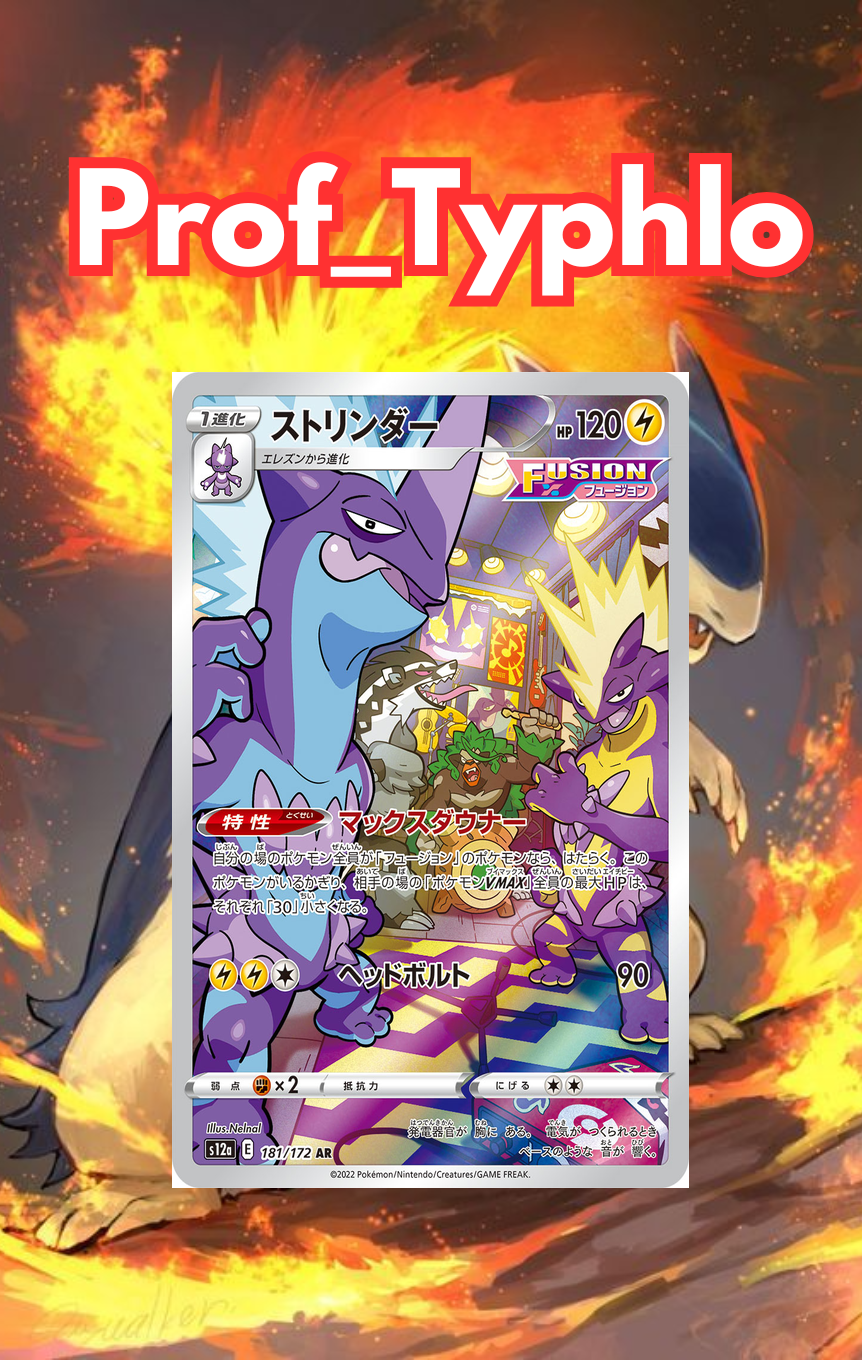 Prof_Typhlo
1進化
ストリンダー
HP 120
エレズンから進化
FUSION
フュージョン
特性 とくせい マックスダウナー
自分の場のポケモン全員が「フュージョン」のポケモンなら、はたらく。この
ポケモンがいるかぎり、相手の場の「ポケモンVMAX」全員の最大HPは、
それぞれ「30」小さくなる。
ヘッドボルト 90
弱点 ×2 抵抗力 にげる
Illus.Nelnal
発電器官が 胸に ある。 電気が つくられるとき
ベースのような 音が 響く。
s12a E 181/172 AR
©2022 Pokémon/Nintendo/Creatures/GAME FREAK.